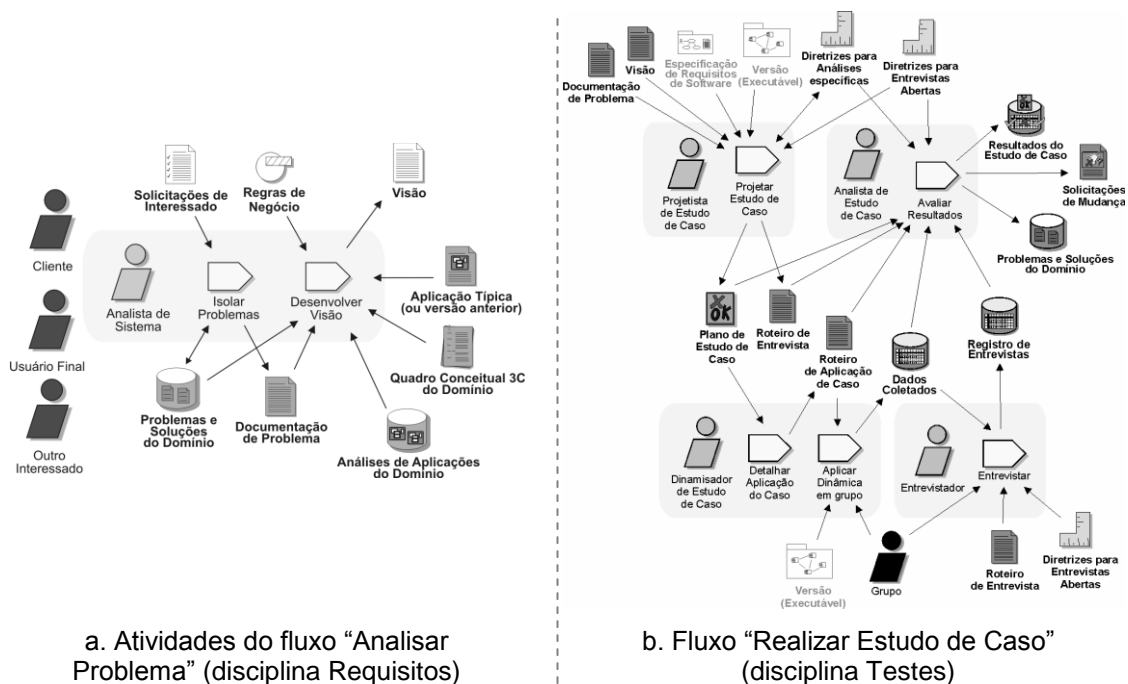 Cliente
Usuário Final
Outro
Interessado
Solicitações de
Interessado
Regras de
Negócio
Visão
Analista de
Sistema
Isolar
Problemas
Desenvolver
Visão
Aplicação Típica
(ou versão anterior)
Quadro Conceitual 3C
do Domínio
Problemas e
Soluções
do Domínio
Documentação
de Problema
Análises de Aplicações
do Domínio
a. Atividades do fluxo “Analisar
Problema” (disciplina Requisitos)
Documentação
de Problema
Visão
Especificação
de Requisitos
de Software
Versão
(Executável)
Diretrizes para
Análises
específicas
Diretrizes para
Entrevistas
Abertas
Projetista
de Estudo de
Caso
Projetar
Estudo de
Caso
Analista de
Estudo de
Caso
Avaliar
Resultados
Resultados do
Estudo de Caso
Solicitações
de Mudança
Problemas e Soluções
do Domínio
Plano de
Estudo de
Caso
OK
Roteiro de
Entrevista
Roteiro
de Aplicação
de Caso
Dados
Coletados
Registro de
Entrevistas
Dinamisador
de Estudo de
Caso
Detalhar
Aplicação
do Caso
Aplicar
Dinâmica
em grupo
Entrevistador
Entrevistar
Versão
(Executável)
Grupo
Roteiro
de Entrevista
Diretrizes para
Entrevistas
Abertas
b. Fluxo “Realizar Estudo de Caso”
(disciplina Testes)